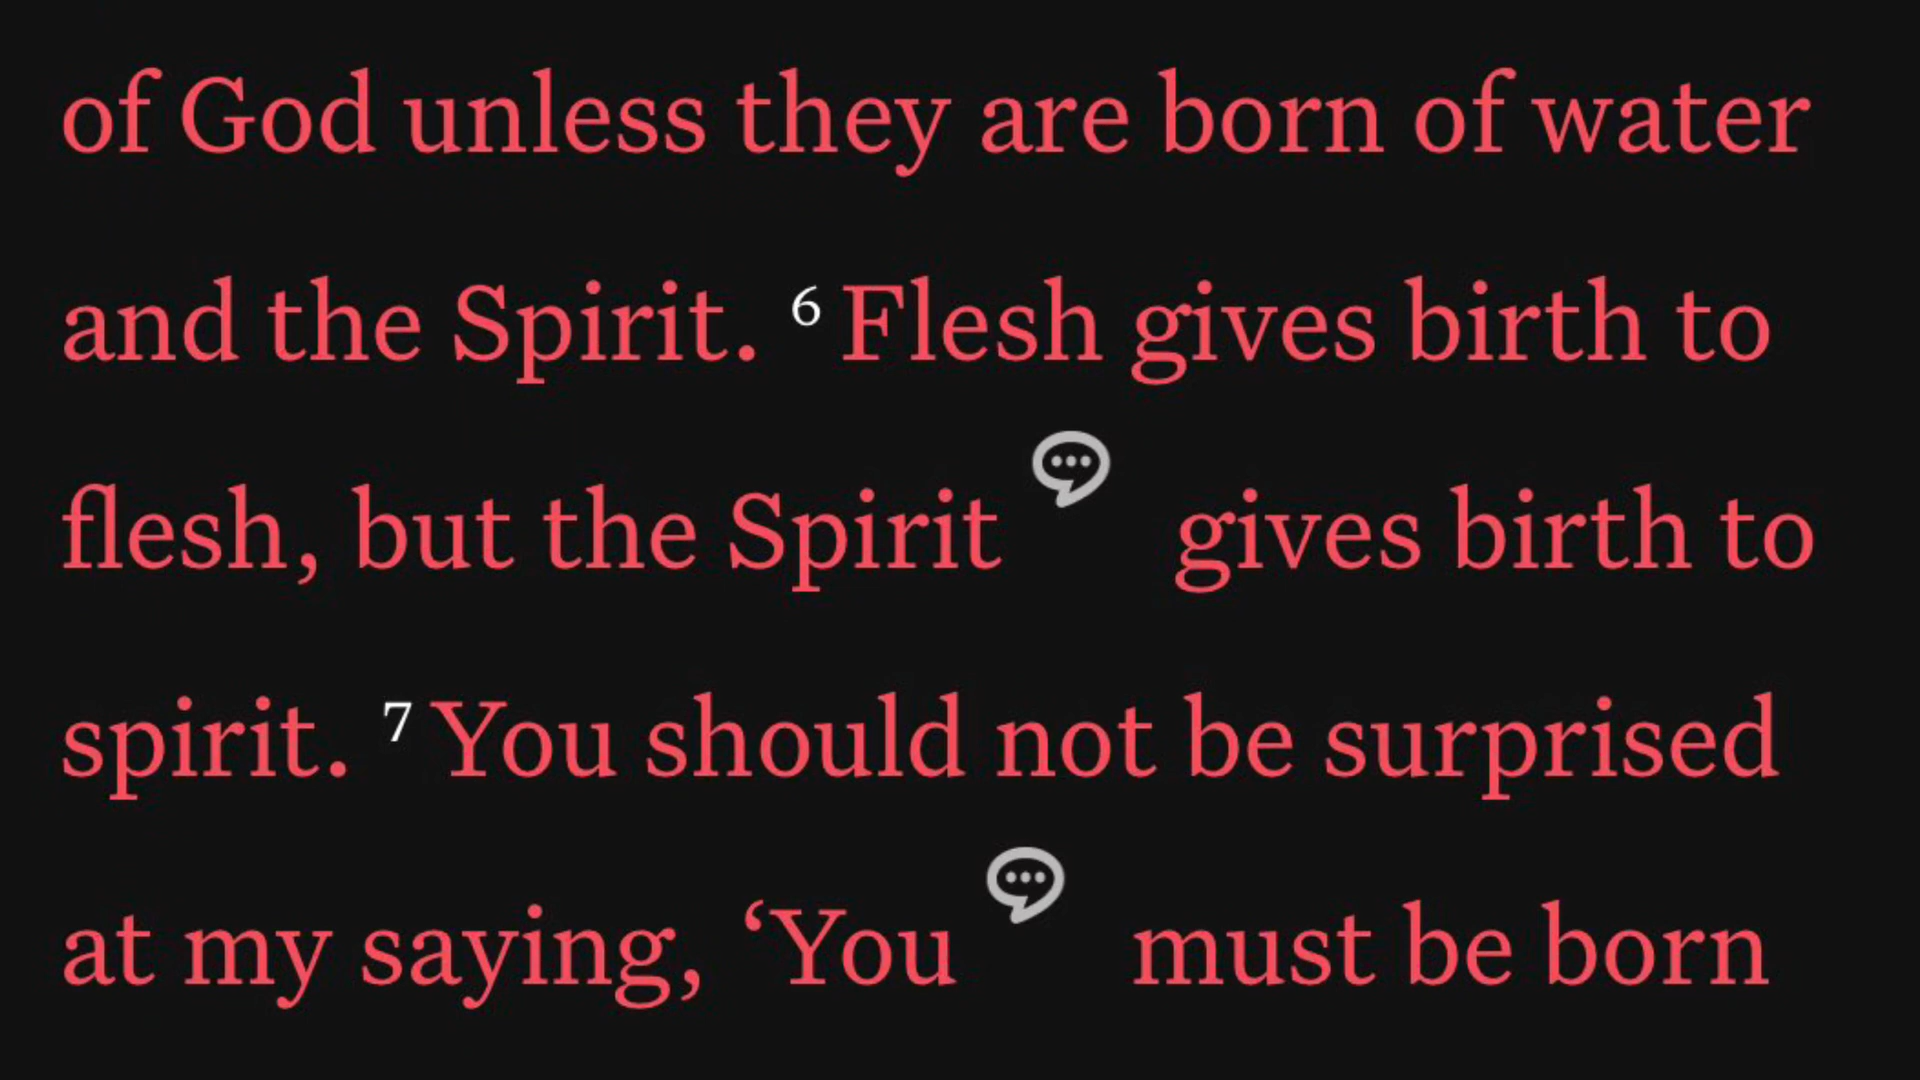 of God unless they are born of water
and the Spirit. 6 Flesh gives birth to
flesh, but the Spirit gives birth to
spirit. 7 You should not be surprised
at my saying, ‘You must be born